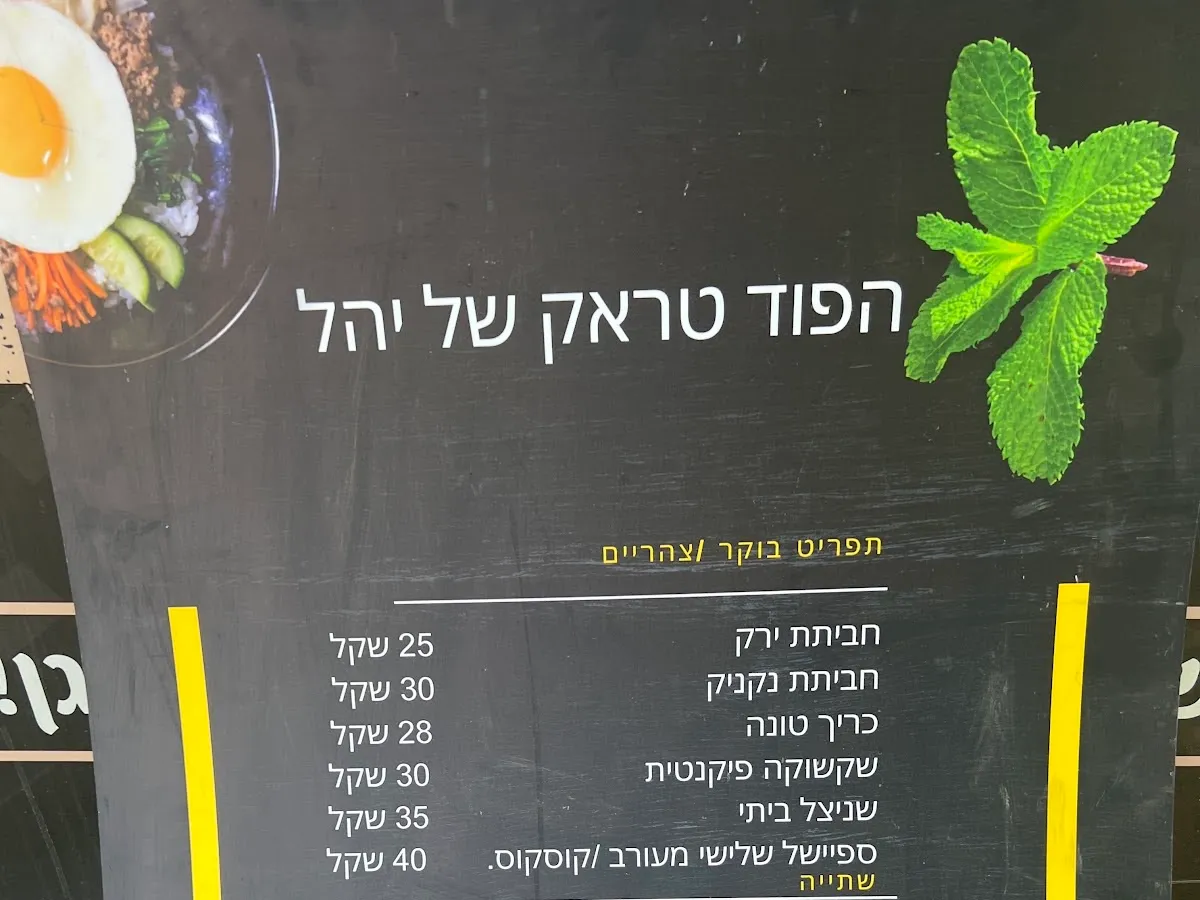 הפוד טראק של יהל
תפריט בוקר /צהריים
חביתת ירק 25 שקל
חביתת נקניק 30 שקל
כריך טונה 28 שקל
שקשוקה פיקנטית 30 שקל
שניצל ביתי 35 שקל
ספיישל שלישי מעורב /קוסקוס. 40 שקל
שתייה